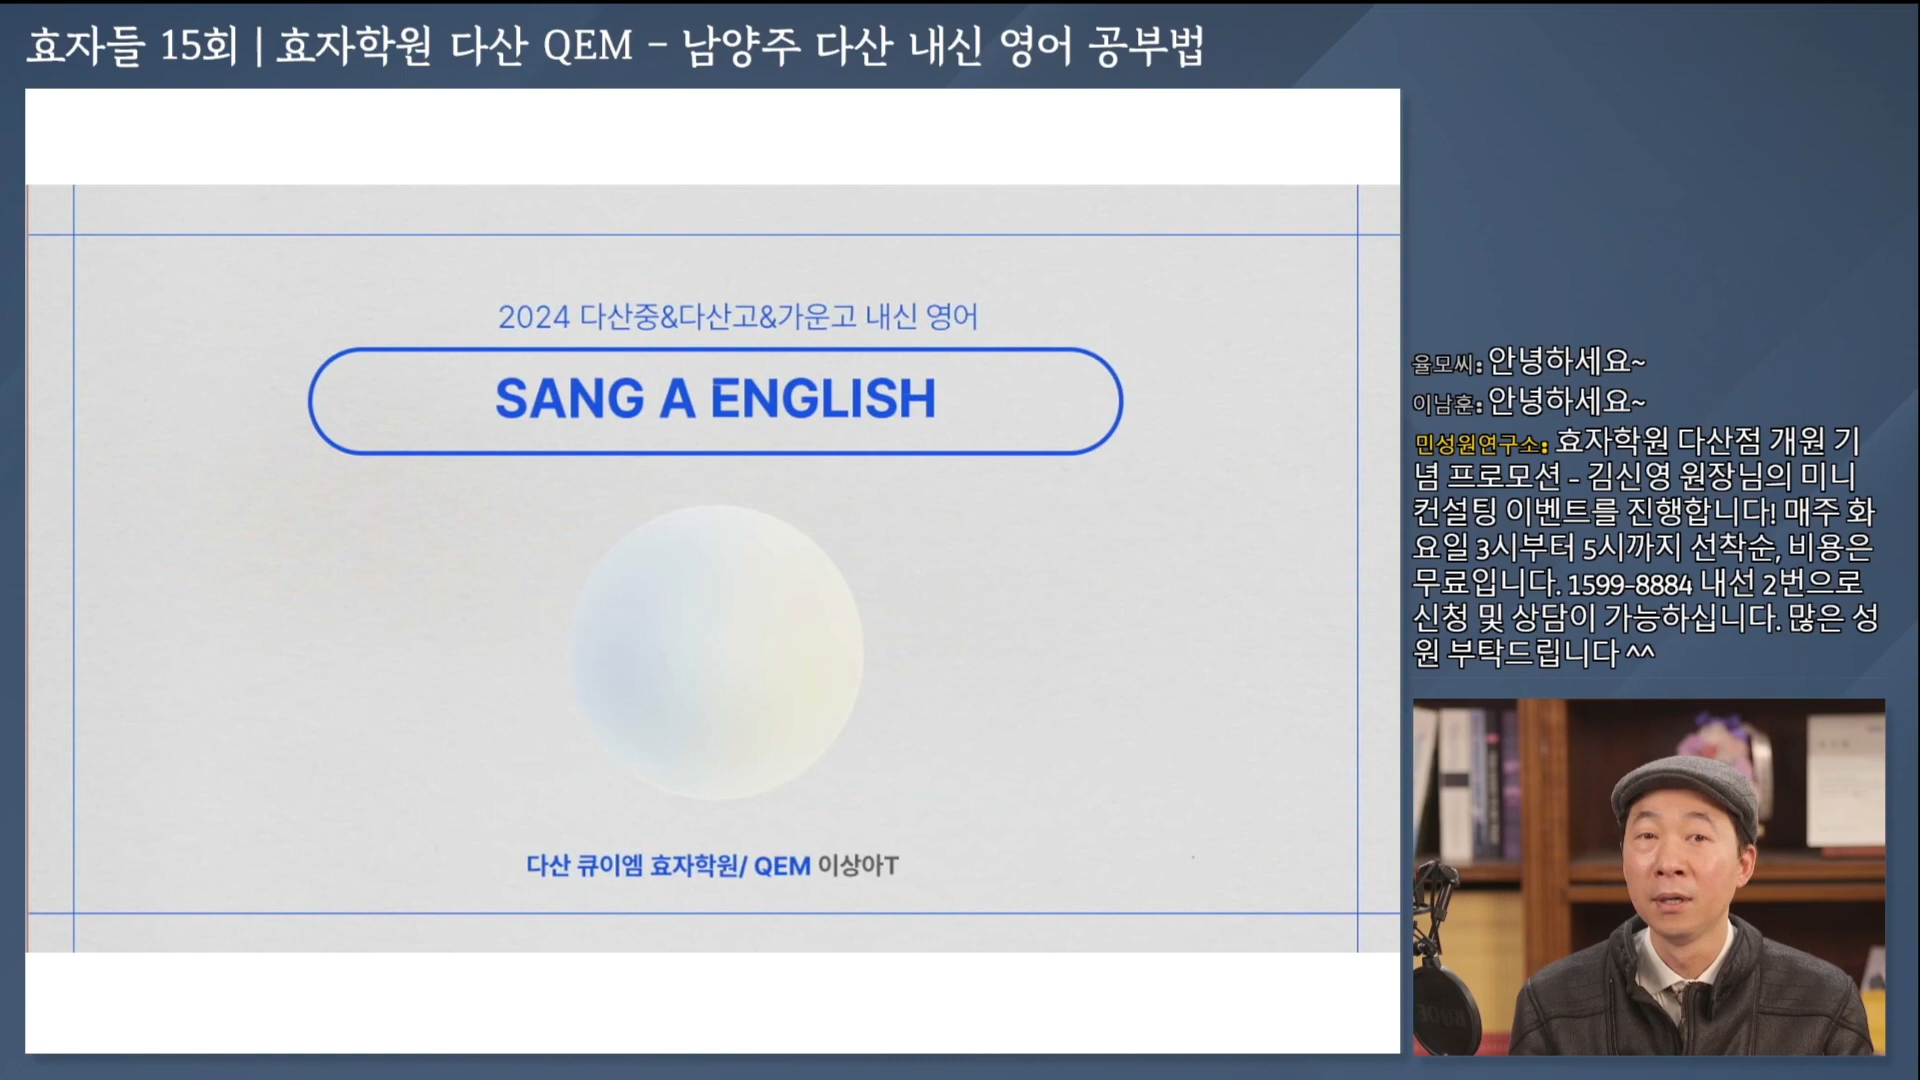 효자들 15회 | 효자학원 다산 QEM - 남양주 다산 내신 영어 공부법
2024 다산중&다산고&가운고 내신 영어
SANG A ENGLISH
다산 큐이엠 효자학원/ QEM 이상아T
율모씨: 안녕하세요~
이남훈: 안녕하세요~
민성원연구소: 효자학원 다산점 개원 기
념 프로모션 - 김신영 원장님의 미니
컨설팅 이벤트를 진행합니다! 매주 화
요일 3시부터 5시까지 선착순, 비용은
무료입니다. 1599-8884 내선 2번으로
신청 및 상담이 가능하십니다. 많은 성
원 부탁드립니다 ^^
RODE